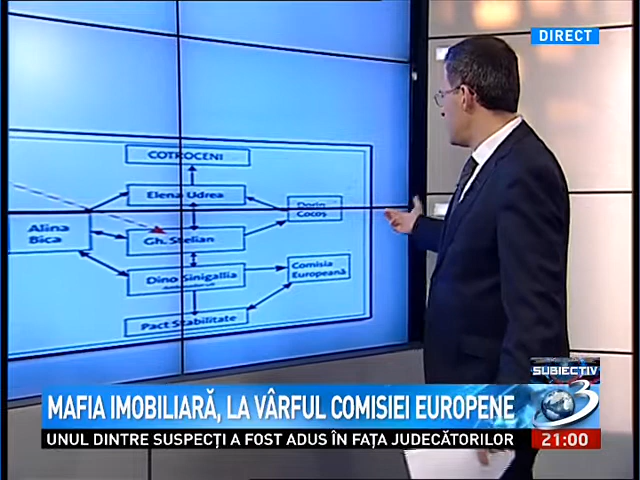 DIRECT
COTROCENI
Elena Udrea
Dorin
Cocoș
Alina
Bica
Gh. Stelian
Comisia
Europeană
Dino Sinigallia
Pact Stabilitate
SUBIECTIV
3
MAFIA IMOBILIARĂ, LA VÂRFUL COMISIEI EUROPENE
UNUL DINTRE SUSPECȚI A FOST ADUS ÎN FAȚA JUDECĂTORILOR
21:00